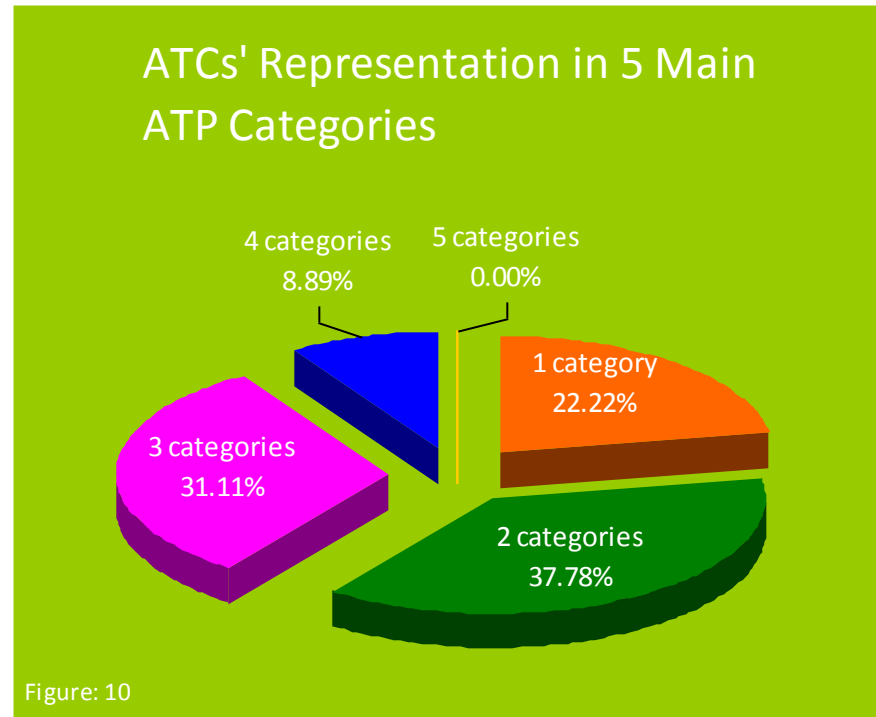 ATCs' Representation in 5 Main
ATP Categories
4 categories
8.89%
5 categories
0.00%
1 category
22.22%
3 categories
31.11%
2 categories
37.78%
Figure: 10